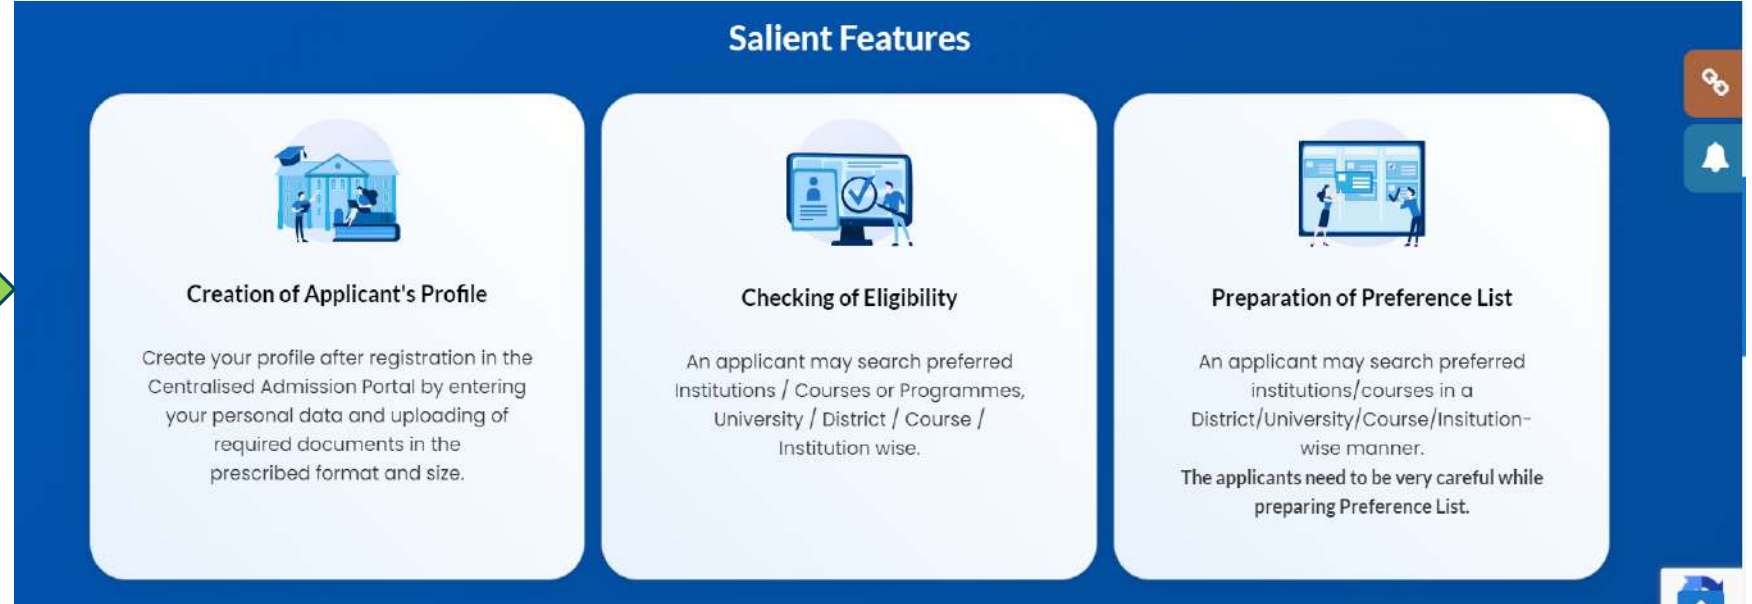 Salient Features
Creation of Applicant's Profile
Create your profile after registration in the
Centralised Admission Portal by entering
your personal data and uploading of
required documents in the
prescribed format and size.
Checking of Eligibility
An applicant may search preferred
Institutions / Courses or Programmes,
University / District / Course /
Institution wise.
Preparation of Preference List
An applicant may search preferred
institutions/courses in a
District/University/Course/Insitution-
wise manner.
The applicants need to be very careful while
preparing Preference List.